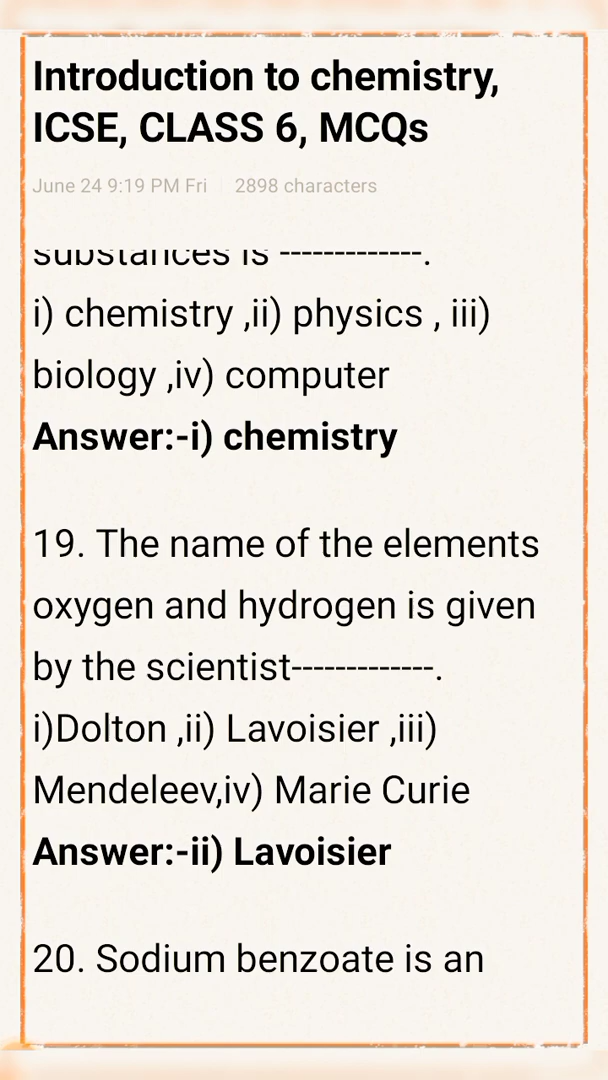 Introduction to chemistry,
ICSE, CLASS 6, MCQs
June 24 9:19 PM Fri 2898 characters
substances is -------------.
i) chemistry ,ii) physics , iii)
biology ,iv) computer
Answer:-i) chemistry
19. The name of the elements
oxygen and hydrogen is given
by the scientist-------------.
i)Dolton ,ii) Lavoisier ,iii)
Mendeleev,iv) Marie Curie
Answer:-ii) Lavoisier
20. Sodium benzoate is an